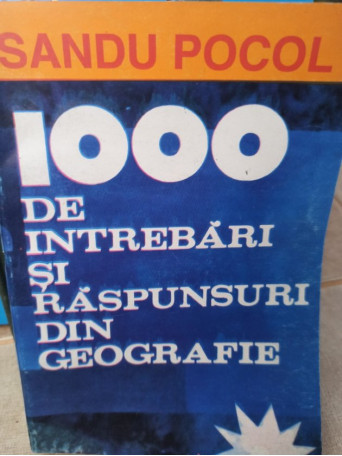 SANDU POCOL
1000
DE
INTREBĂRI
ȘI
RĂSPUNSURI
DIN
GEOGRAFIE